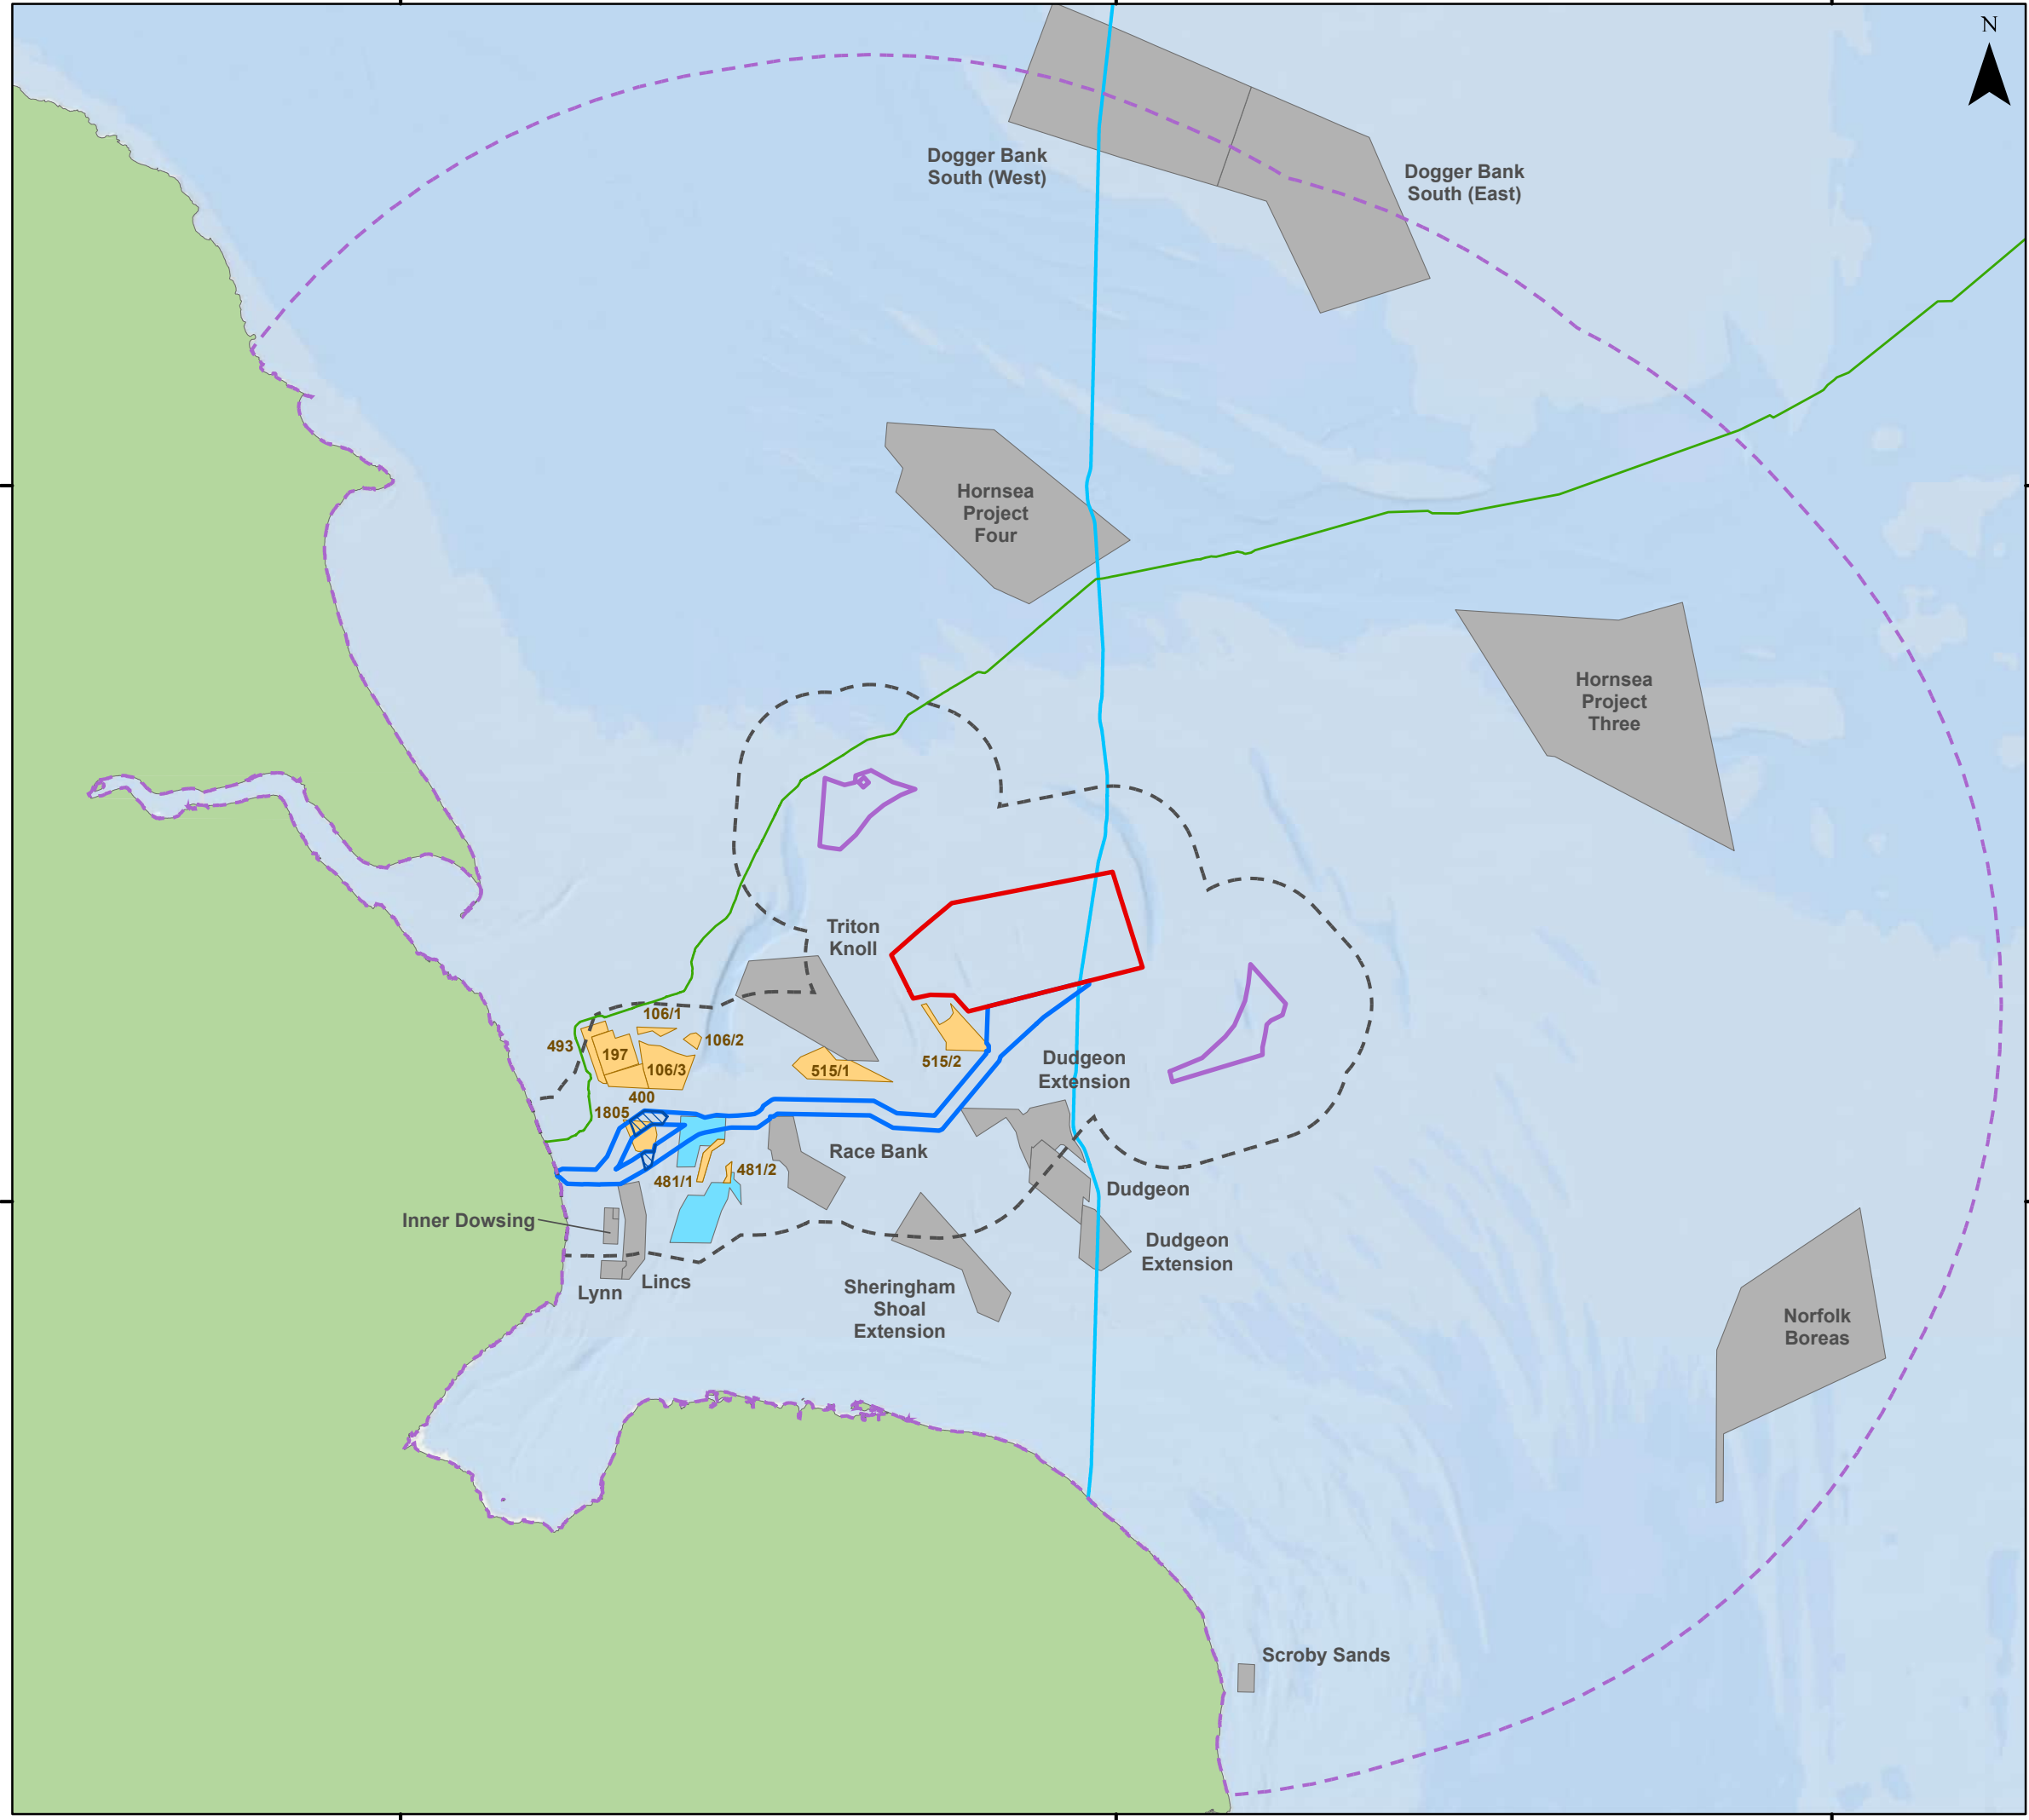 N
Dogger Bank
South (West)
Dogger Bank
South (East)
Hornsea
Project
Four
Hornsea
Project
Three
Triton
Knoll
106/1
493
197
106/2
106/3
515/1
515/2
Dudgeon
Extension
400
1805
Race Bank
481/1
481/2
Dudgeon
Inner Dowsing
Dudgeon
Extension
Lynn
Lincs
Sheringham
Shoal
Extension
Norfolk
Boreas
Scroby Sands